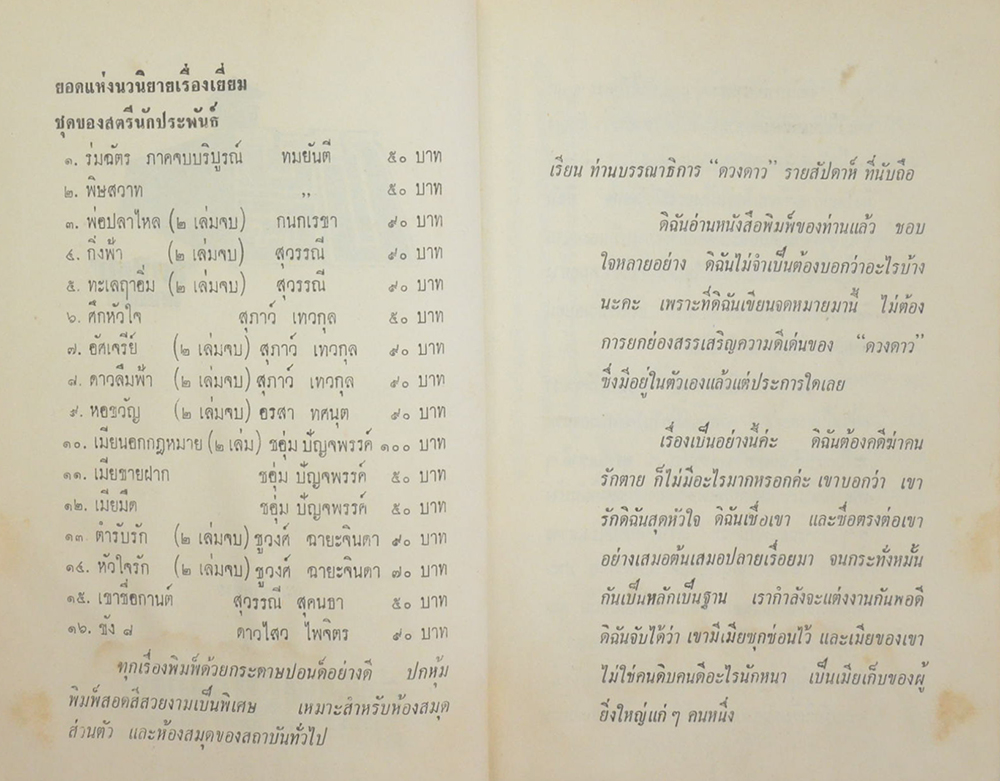 ยอดแห่งนวนิยายเรื่องเยี่ยม
ชุดของสตรีนักประพันธ์
๑. ร่มฉัตร ภาคจบบริบูรณ์ ทมยันตี ๕๐ บาท
๒. พิษสวาท ,, ๕๐ บาท
๓. พ่อปลาไหล (๒ เล่มจบ) กนกเรขา ๙๐ บาท
๔. กิ่งฟ้า (๒ เล่มจบ) สุวรรณี ๙๐ บาท
๕. ทะเลฤาอิ่ม (๒ เล่มจบ) สุวรรณี ๙๐ บาท
๖. ศึกหัวใจ สุภาว์ เทวกุล ๕๐ บาท
๗. อัศเจรีย์ (๒ เล่มจบ) สุภาว์ เทวกุล ๙๐ บาท
๘. ดาวลืมฟ้า (๒ เล่มจบ) สุภาว์ เทวกุล ๙๐ บาท
๙. หอขวัญ (๒ เล่มจบ) อรสา ทศนุต ๙๐ บาท
๑๐. เมียนอกกฎหมาย (๒ เล่ม) ชอุ่ม ปัญจพรรค์ ๑๐๐ บาท
๑๑. เมียขายฝาก ชอุ่ม ปัญจพรรค์ ๕๐ บาท
๑๒. เมียมืด ชอุ่ม ปัญจพรรค์ ๕๐ บาท
๑๓ ตำรับรัก (๒ เล่มจบ) ชูวงศ์ ฉายะจินดา ๙๐ บาท
๑๔. หัวใจรัก (๒ เล่มจบ) ชูวงศ์ ฉายะจินดา ๗๐ บาท
๑๕. เขาชื่อกานต์ สุวรรณี สุคนธา ๕๐ บาท
๑๖. ขัง ๘ ดาวไสว ไพจิตร ๙๐ บาท
ทุกเรื่องพิมพ์ด้วยกระดาษปอนด์อย่างดี ปกหุ้ม
พิมพ์สอดสีสวยงามเป็นพิเศษ เหมาะสำหรับห้องสมุด
ส่วนตัว และห้องสมุดของสถาบันทั่วไป
เรียน ท่านบรรณาธิการ “ดวงดาว” รายสัปดาห์ ที่นับถือ
ดิฉันอ่านหนังสือพิมพ์ของท่านแล้ว ชอบ
ใจหลายอย่าง ดิฉันไม่จำเป็นต้องบอกว่าอะไรบ้าง
นะคะ เพราะที่ดิฉันเขียนจดหมายมานี้ ไม่ต้อง
การยกย่องสรรเสริญความดีเด่นของ “ดวงดาว”
ซึ่งมีอยู่ในตัวเองแล้วแต่ประการใดเลย
เรื่องเป็นอย่างนี้ค่ะ ดิฉันต้องคดีฆ่าคน
รักตาย ก็ไม่มีอะไรมากหรอกค่ะ เขาบอกว่า เขา
รักดิฉันสุดหัวใจ ดิฉันเชื่อเขา และซื่อตรงต่อเขา
อย่างเสมอต้นเสมอปลายเรื่อยมา จนกระทั่งหมั้น
กันเป็นหลักเป็นฐาน เรากำลังจะแต่งงานกันพอดี
ดิฉันจับได้ว่า เขามีเมียซุกซ่อนไว้ และเมียของเขา
ไม่ใช่คนดิบคนดีอะไรนักหนา เป็นเมียเก็บของผู้
ยิ่งใหญ่แก่ ๆ คนหนึ่ง